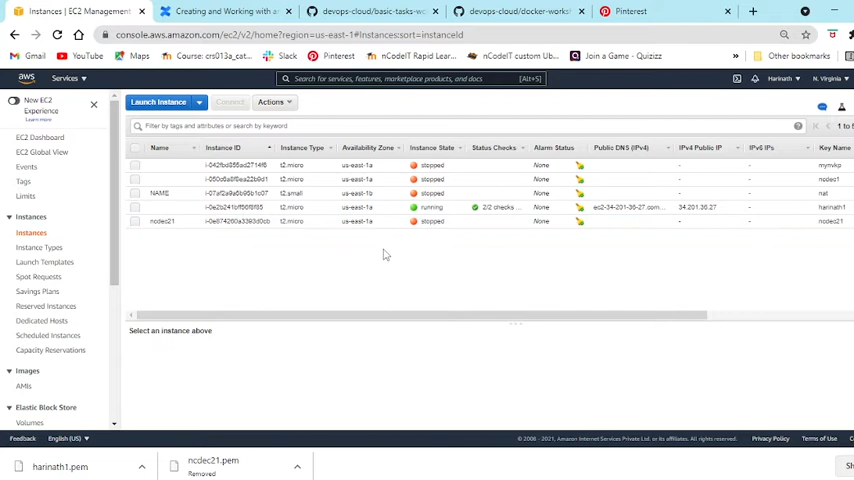 Instances | EC2 Management
Creating and Working with a
devops-cloud/basic-tasks-wo
devops-cloud/docker-worksh
Pinterest
console.aws.amazon.com/ec2/v2/home?region=us-east-1#Instances:sort=instanceId
Gmail YouTube Maps Course: crs013a_cat... Slack Pinterest nCodeIT Rapid Lear... nCodeIT custom Ub... Join a Game - Quizizz Other bookmarks
aws Services Search for services, features, marketplace products, and docs [Alt+S] Harinath N. Virginia
New EC2
Experience
Learn more
Launch Instance Connect Actions
EC2 Dashboard
EC2 Global View
Events
Tags
Limits
Instances
Instances
Instance Types
Launch Templates
Spot Requests
Savings Plans
Reserved Instances
Dedicated Hosts
Scheduled Instances
Capacity Reservations
Images
AMIs
Elastic Block Store
Volumes
Filter by tags and attributes or search by keyword
1 to 5
Name Instance ID Instance Type Availability Zone Instance State Status Checks Alarm Status Public DNS (IPv4) IPv4 Public IP IPv6 IPs Key Name
t2.micro us-east-1a stopped None - -
t2.micro us-east-1a stopped None - - ncdeo1
NAME t2.small us-east-1b stopped None - - nat
t2.micro us-east-1a running 2/2 checks ... None ec2-34-201-36-27.com... 34.201.36.27 - harinath1
ncdec21 t2.micro us-east-1a stopped None - - ncdec21
Select an instance above
Feedback English (US) © 2008 - 2021, Amazon Internet Services Private Ltd. or its affiliates. All rights reserved. Privacy Policy Terms of Use
harinath1.pem
ncdec21.pem
Removed
Sh